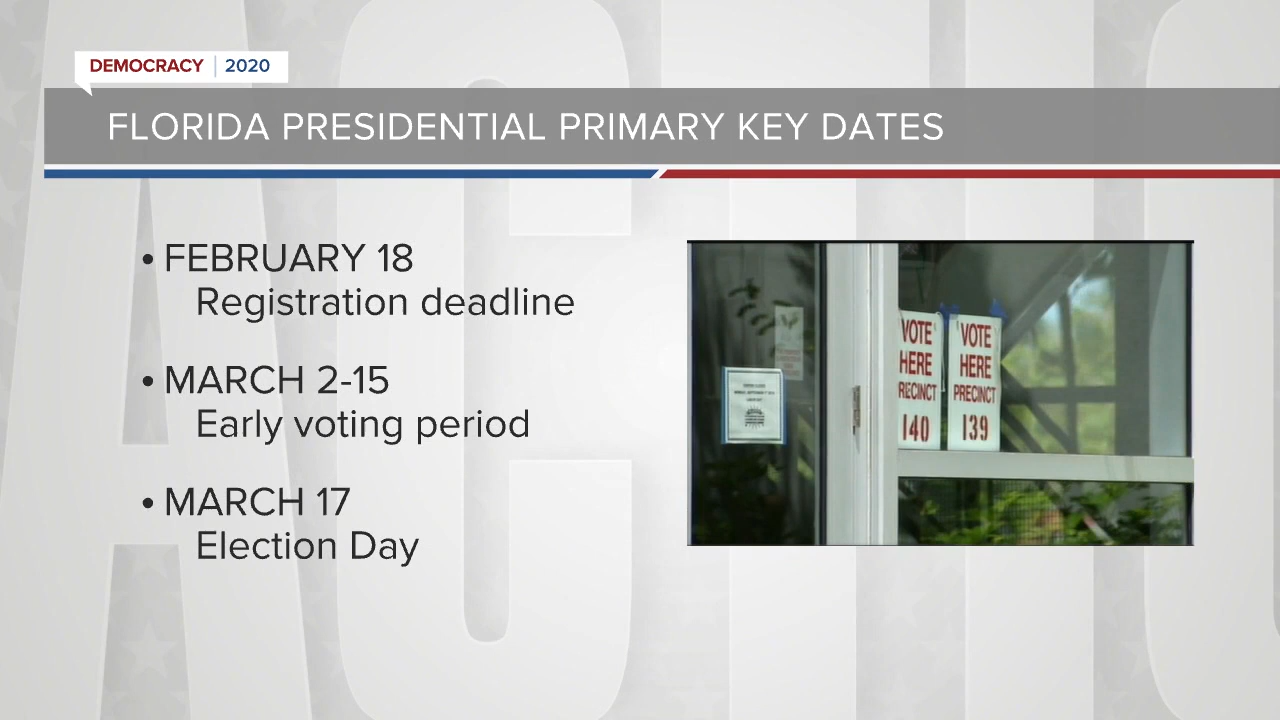 DEMOCRACY | 2020
FLORIDA PRESIDENTIAL PRIMARY KEY DATES
• FEBRUARY 18
Registration deadline
• MARCH 2-15
Early voting period
• MARCH 17
Election Day
VOTE
HERE
PRECINCT
140
VOTE
HERE
PRECINCT
139